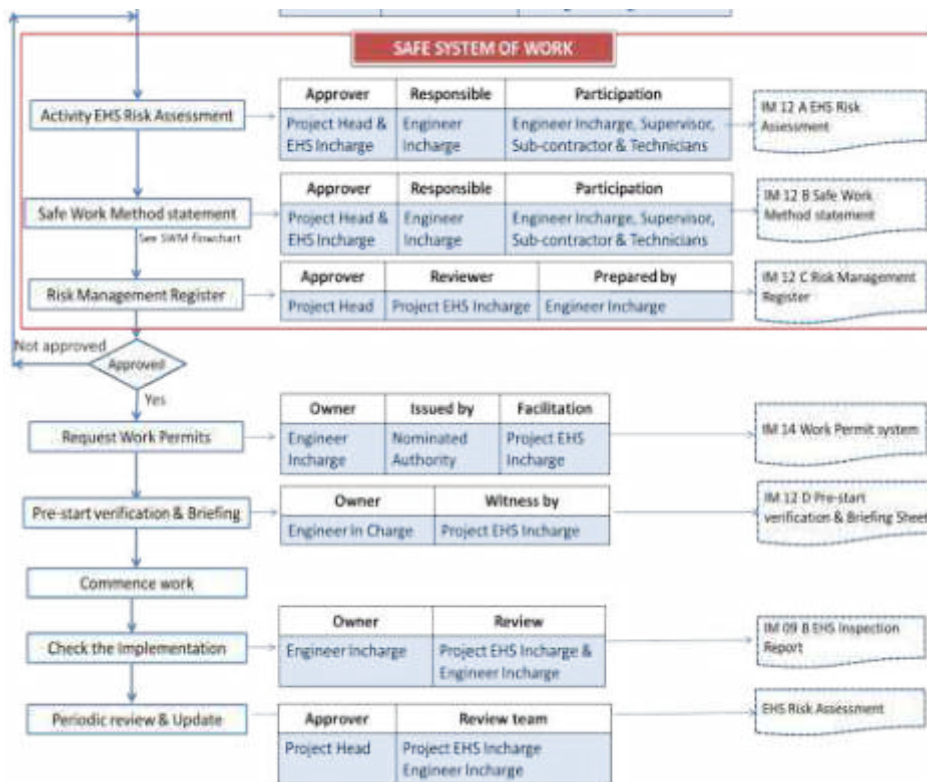 SAFE SYSTEM OF WORK
Activity EHS Risk Assessment
Approver Responsible Participation
Project Head & Engineer Engineer Incharge, Supervisor,
EHS Incharge Incharge Sub-contractor & Technicians
IM 12 A EHS Risk
Assessment
Safe Work Method statement
See SWM flowchart
Approver Responsible Participation
Project Head & Engineer Engineer Incharge, Supervisor,
EHS Incharge Incharge Sub-contractor & Technicians
IM 12 B Safe Work
Method statement
Risk Management Register
Approver Reviewer Prepared by
Project Head Project EHS Incharge Engineer Incharge
IM 12 C Risk Management
Register
Not approved
Approved
Yes
Request Work Permits
Owner Issued by Facilitation
Engineer Nominated Project EHS
Incharge Authority Incharge
IM 14 Work Permit system
Pre-start verification & Briefing
Owner Witness by
Engineer In Charge Project EHS Incharge
IM 12 D Pre-start
verification & Briefing Sheet
Commence work
Check the Implementation
Owner Review
Engineer Incharge Project EHS Incharge &
Engineer Incharge
IM 09 B EHS Inspection
Report
Periodic review & Update
Approver Review team
Project Head Project EHS Incharge
Engineer Incharge
EHS Risk Assessment